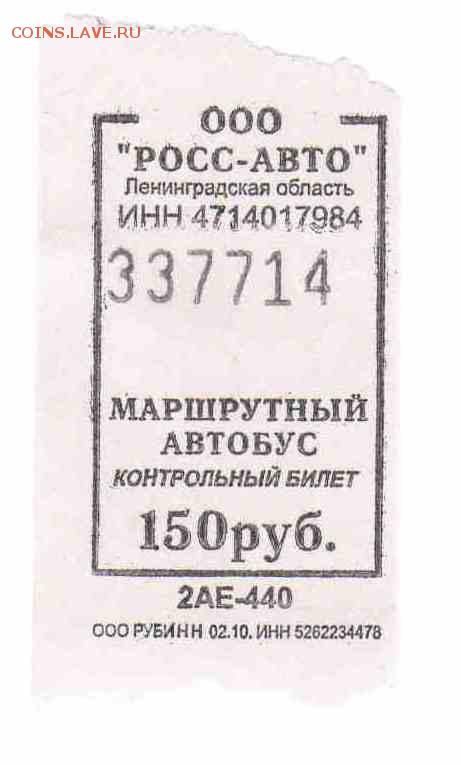 COINS.LAVE.RU
ООО
"РОСС-АВТО"
Ленинградская область
ИНН 4714017984
337714
МАРШРУТНЫЙ
АВТОБУС
КОНТРОЛЬНЫЙ БИЛЕТ
150руб.
2АЕ-440
ООО РУБИНН 02.10. ИНН 5262234478